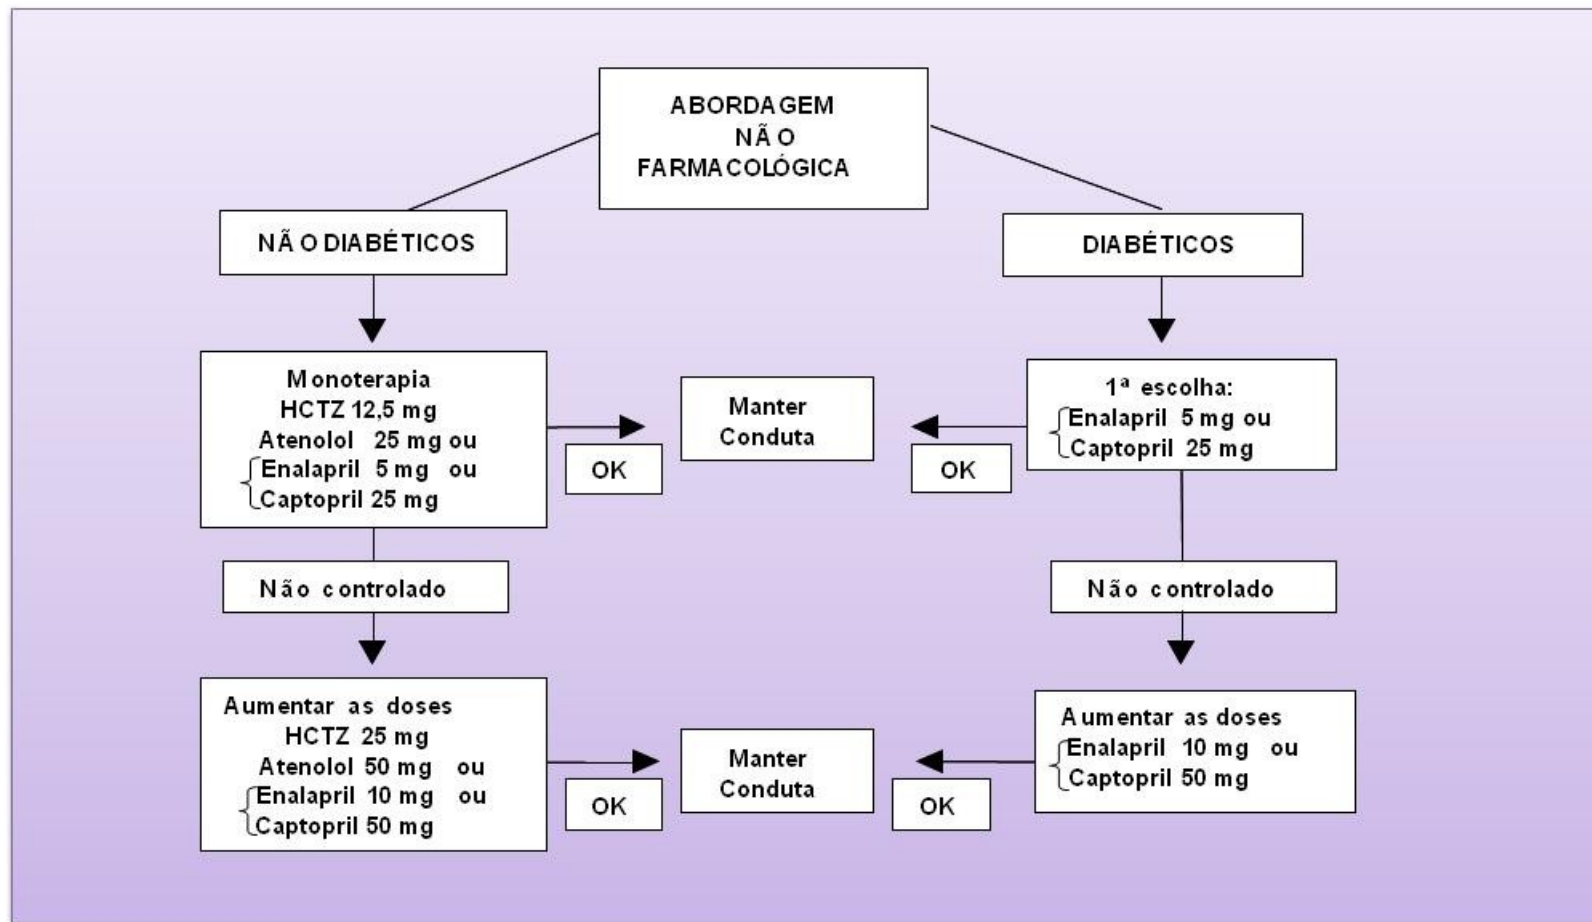 ABORDAGEM
NÃO
FARMACOLÓGICA
NÃO DIABÉTICOS
DIABÉTICOS
Monoterapia
HCTZ 12,5 mg
Atenolol 25 mg ou
Enalapril 5 mg ou
Captopril 25 mg
OK
Manter
Conduta
OK
1ª escolha:
Enalapril 5 mg ou
Captopril 25 mg
Não controlado
Não controlado
Aumentar as doses
HCTZ 25 mg
Atenolol 50 mg ou
Enalapril 10 mg ou
Captopril 50 mg
OK
Manter
Conduta
OK
Aumentar as doses
Enalapril 10 mg ou
Captopril 50 mg